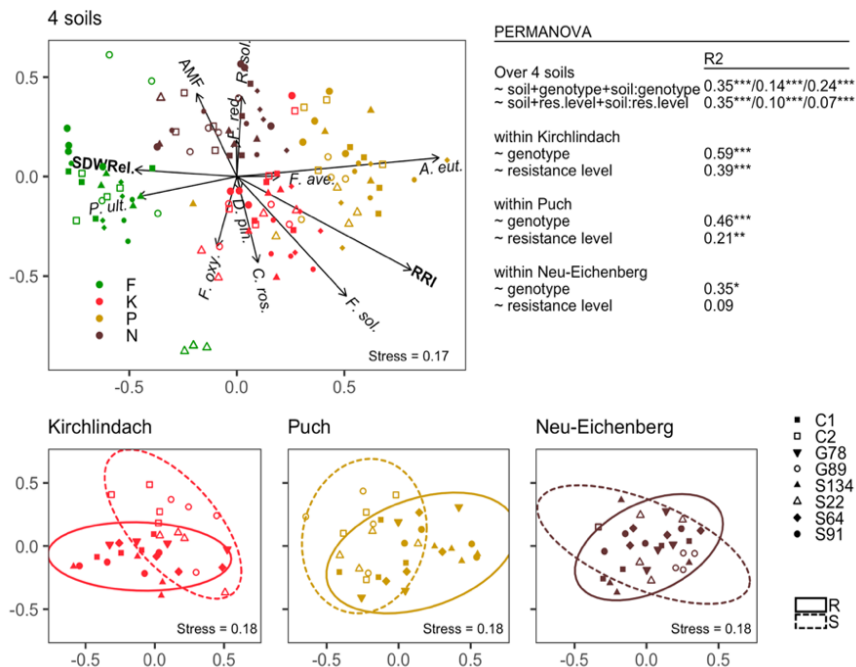 4 soils
0.5
0.0
-0.5
-0.5
0.0
0.5
AMF
R. sol.
F. red.
SDWRel.
A. eut.
F. ave.
P. ult.
D. pin.
F. oxy.
C. ros.
RRI
F. sol.
F
K
P
N
Stress = 0.17
PERMANOVA
R2
Over 4 soils
~ soil+genotype+soil:genotype 0.35***/0.14***/0.24***
~ soil+res.level+soil:res.level 0.35***/0.10***/0.07***
within Kirchlindach
~ genotype 0.59***
~ resistance level 0.39***
within Puch
~ genotype 0.46***
~ resistance level 0.21**
within Neu-Eichenberg
~ genotype 0.35*
~ resistance level 0.09
Kirchlindach
0.5
0.0
-0.5
Stress = 0.18
-0.5
0.0
0.5
Puch
Stress = 0.18
-0.5
0.0
0.5
Neu-Eichenberg
Stress = 0.18
-0.5
0.0
0.5
C1
C2
G78
G89
S134
S22
S64
S91
R
S